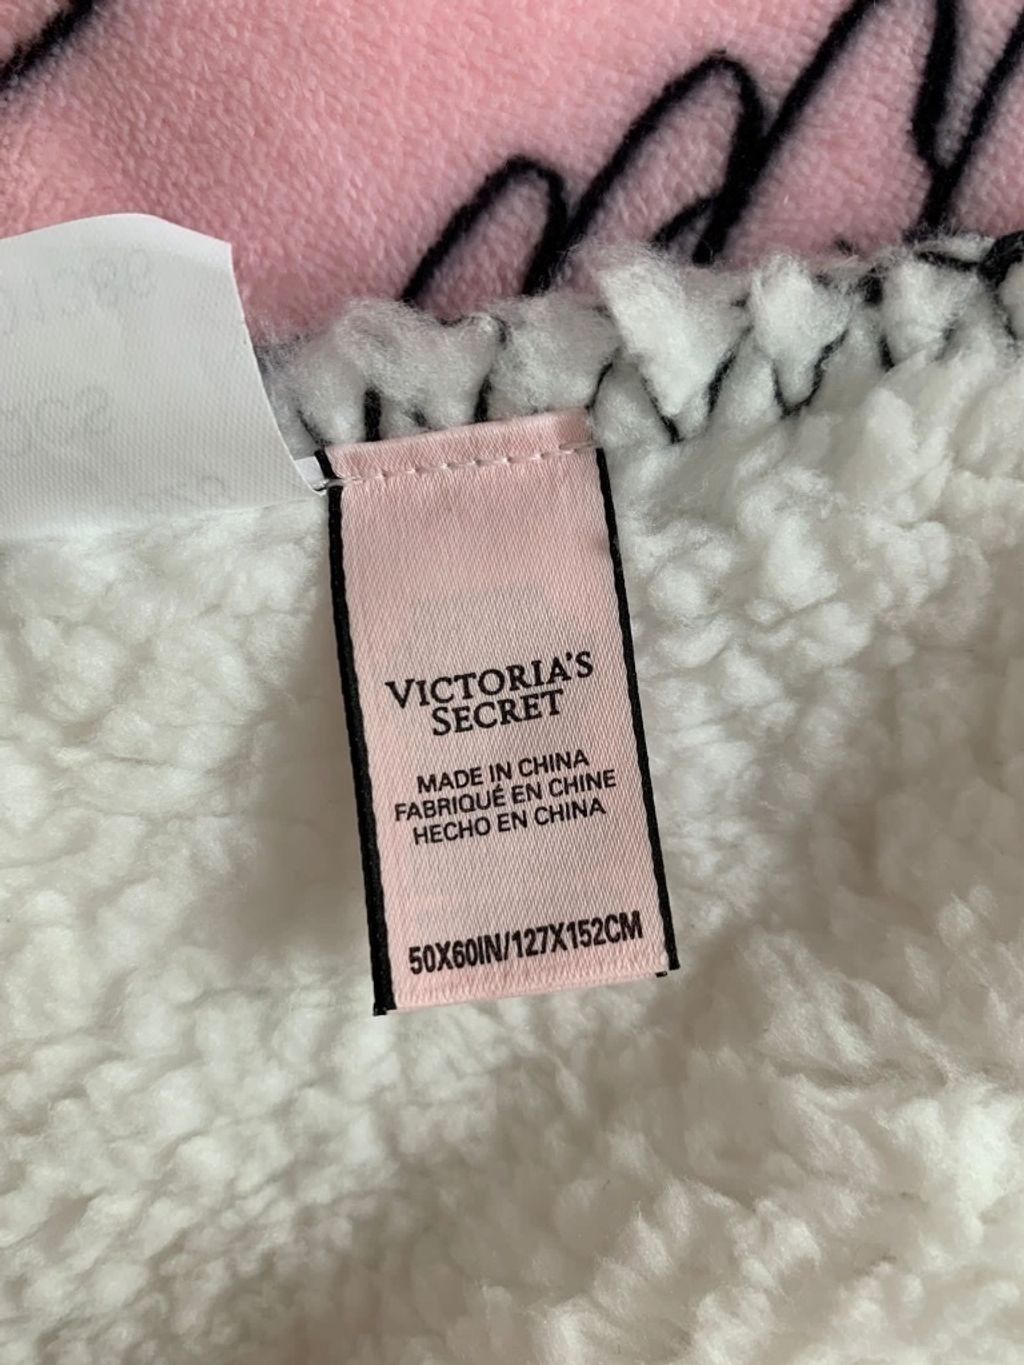 VICTORIA'S
SECRET
MADE IN CHINA
FABRIQUÉ EN CHINE
HECHO EN CHINA
50X60IN/127X152CM